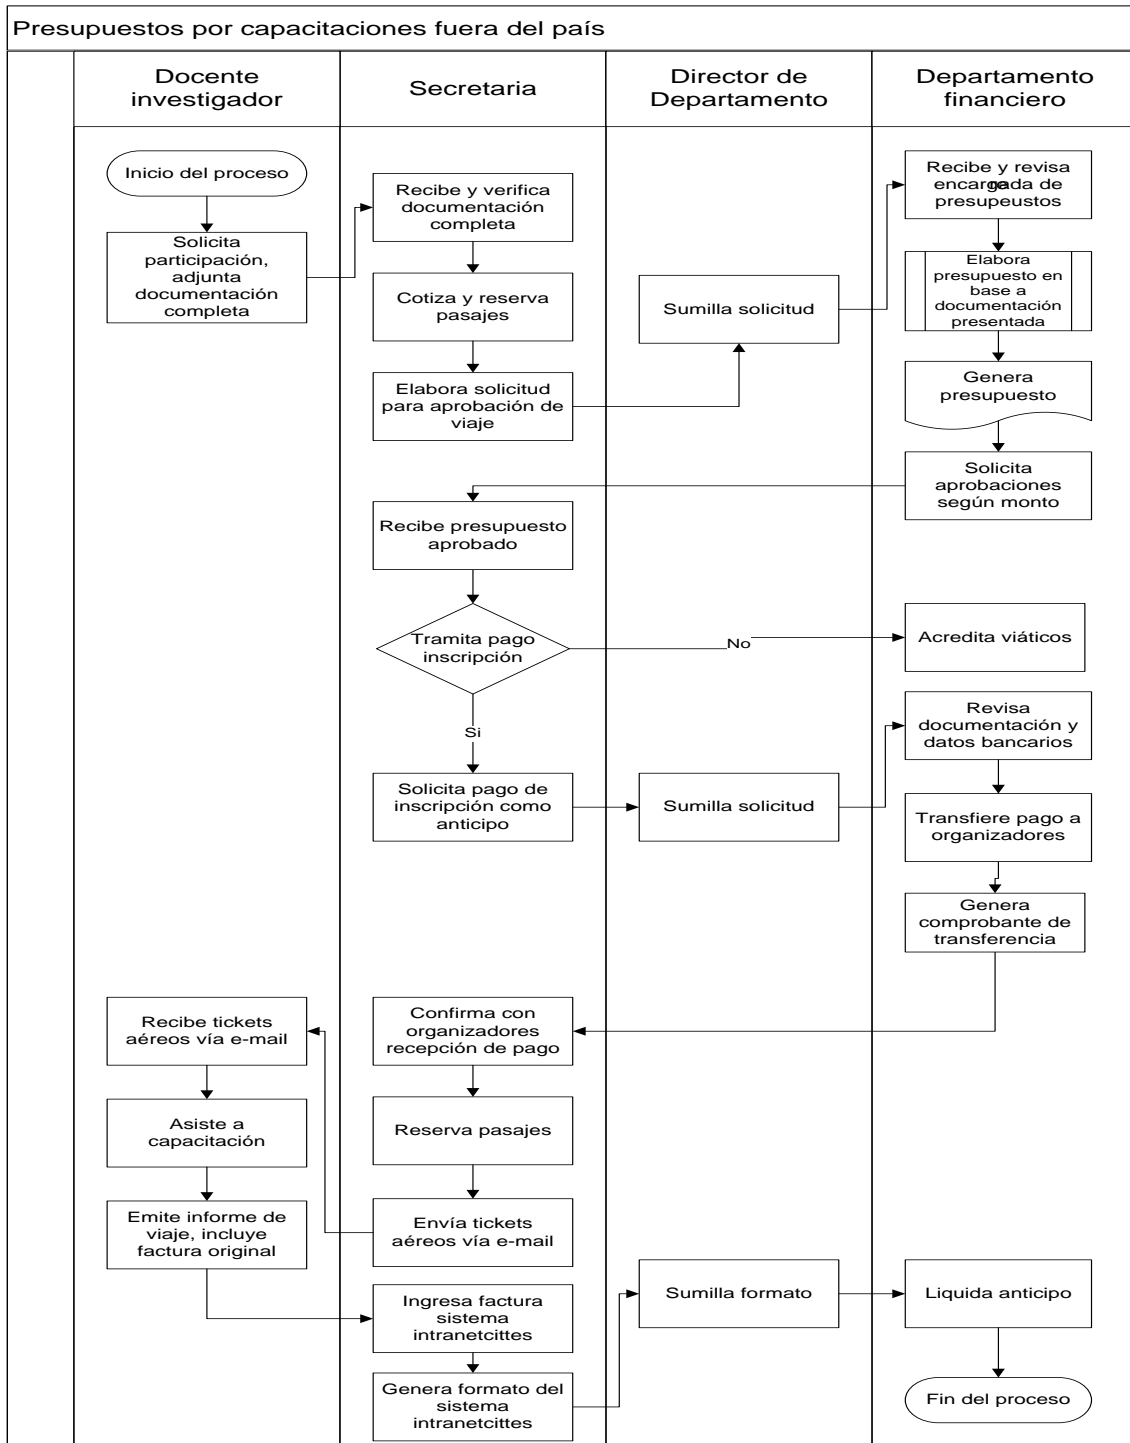 Presupuestos por capacitaciones fuera del país
Docente
investigador
Secretaria
Director de
Departamento
Departamento
financiero
Inicio del proceso
Solicita
participación,
adjunta
documentación
completa
Recibe y verifica
documentación
completa
Cotiza y reserva
pasajes
Elabora solicitud
para aprobación de
viaje
Sumilla solicitud
Recibe y revisa
encargada de
presupeustos
Elabora
presupuesto en
base a
documentación
presentada
Genera
presupuesto
Solicita
aprobaciones
según monto
Recibe presupuesto
aprobado
Tramita pago
inscripción
No
Acredita viáticos
Si
Solicita pago de
inscripción como
anticipo
Sumilla solicitud
Revisa
documentación y
datos bancarios
Transfiere pago a
organizadores
Genera
comprobante de
transferencia
Confirma con
organizadores
recepción de pago
Reserva pasajes
Envía tickets
aéreos vía e-mail
Recibe tickets
aéreos vía e-mail
Asiste a
capacitación
Emite informe de
viaje, incluye
factura original
Ingresa factura
sistema
intranetcittes
Genera formato del
sistema
intranetcittes
Sumilla formato
Liquida anticipo
Fin del proceso